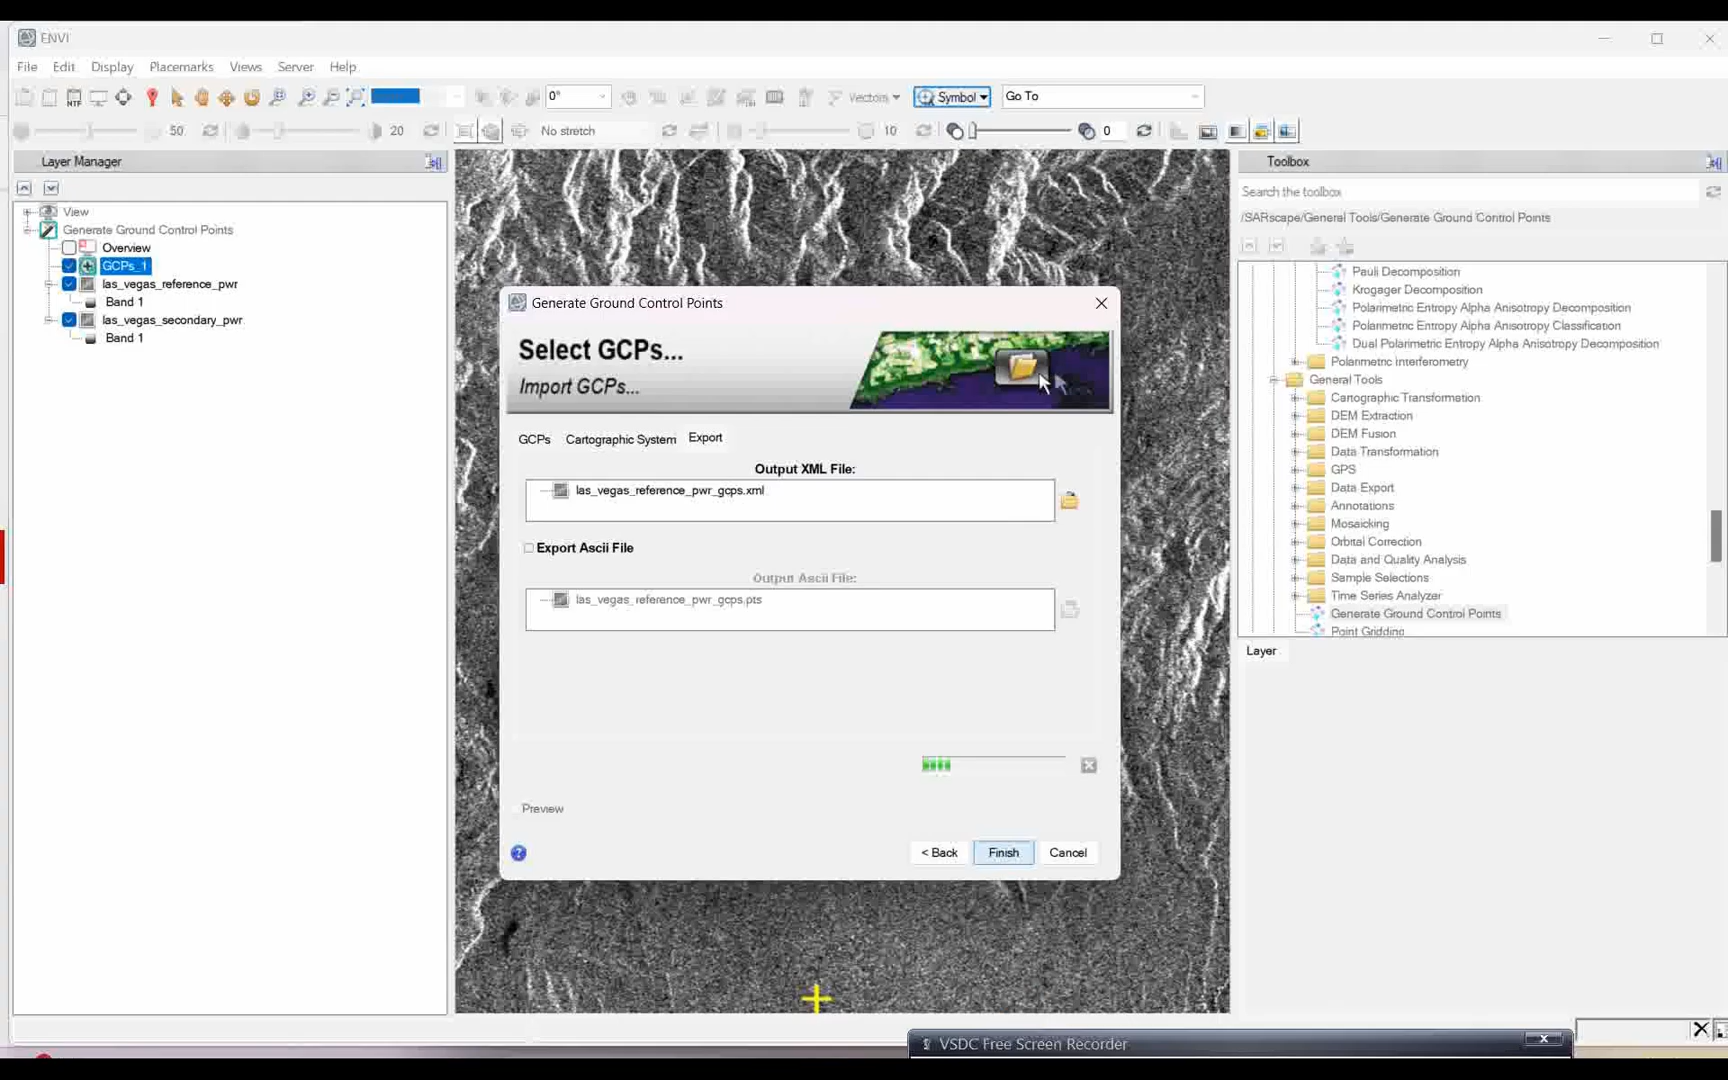 ENVI
File Edit Display Placemarks Views Server Help
0° Vectors Symbol Go To
50 20 No stretch 10 0
Layer Manager
View
Generate Ground Control Points
Overview
GCPs_1
las_vegas_reference_pwr
Band 1
las_vegas_secondary_pwr
Band 1
Generate Ground Control Points
Select GCPs...
Import GCPs...
GCPs Cartographic System Export
Output XML File:
las_vegas_reference_pwr_gcps.xml
Export Ascii File
Output Ascii File:
las_vegas_reference_pwr_gcps.pts
Preview
< Back Finish Cancel
Toolbox
Search the toolbox
/SARscape/General Tools/Generate Ground Control Points
Pauli Decomposition
Krogager Decomposition
Polarimetric Entropy Alpha Anisotropy Decomposition
Polarimetric Entropy Alpha Anisotropy Classification
Dual Polarimetric Entropy Alpha Anisotropy Decomposition
Polarimetric Interferometry
General Tools
Cartographic Transformation
DEM Extraction
DEM Fusion
Data Transformation
GPS
Data Export
Annotations
Mosaicking
Orbital Correction
Data and Quality Analysis
Sample Selections
Time Series Analyzer
Generate Ground Control Points
Point Gridding
Layer
VSDC Free Screen Recorder